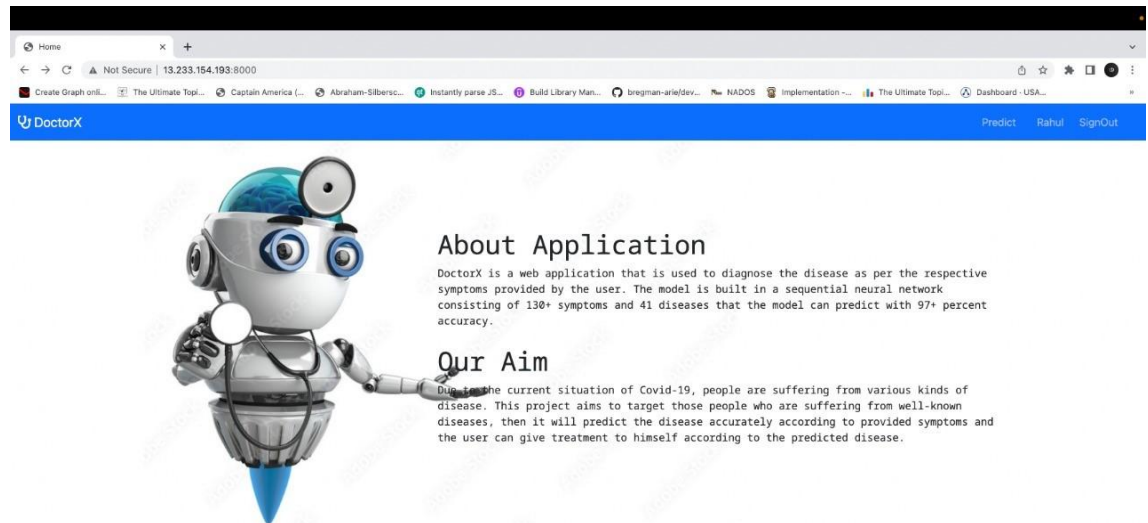 Home
Not Secure | 13.233.154.193:8000
Create Graph onli... The Ultimate Topi... Captain America (... Abraham-Silbersc... Instantly parse JS... Build Library Man... bregman-arie/dev... NADOS Implementation -... The Ultimate Topi... Dashboard - USA...
DoctorX Predict Rahul SignOut
About Application
DoctorX is a web application that is used to diagnose the disease as per the respective
symptoms provided by the user. The model is built in a sequential neural network
consisting of 130+ symptoms and 41 diseases that the model can predict with 97+ percent
accuracy.
Our Aim
Due to the current situation of Covid-19, people are suffering from various kinds of
disease. This project aims to target those people who are suffering from well-known
diseases, then it will predict the disease accurately according to provided symptoms and
the user can give treatment to himself according to the predicted disease.